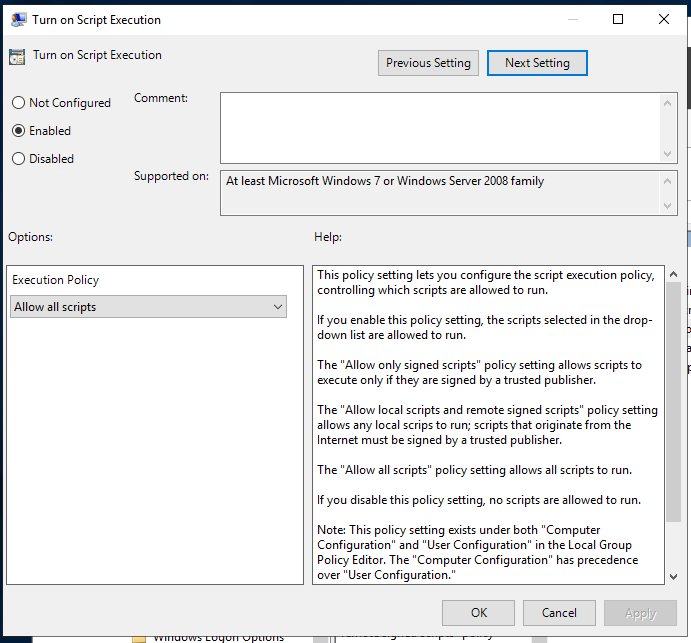 Turn on Script Execution
Turn on Script Execution
Previous Setting
Next Setting
Not Configured
Enabled
Disabled
Comment:
Supported on:
At least Microsoft Windows 7 or Windows Server 2008 family
Options:
Help:
Execution Policy
Allow all scripts
This policy setting lets you configure the script execution policy,
controlling which scripts are allowed to run.
If you enable this policy setting, the scripts selected in the drop-
down list are allowed to run.
The "Allow only signed scripts" policy setting allows scripts to
execute only if they are signed by a trusted publisher.
The "Allow local scripts and remote signed scripts" policy setting
allows any local scrips to run; scripts that originate from the
Internet must be signed by a trusted publisher.
The "Allow all scripts" policy setting allows all scripts to run.
If you disable this policy setting, no scripts are allowed to run.
Note: This policy setting exists under both "Computer
Configuration" and "User Configuration" in the Local Group
Policy Editor. The "Computer Configuration" has precedence
over "User Configuration."
OK
Cancel
Apply
Windows Logon Options